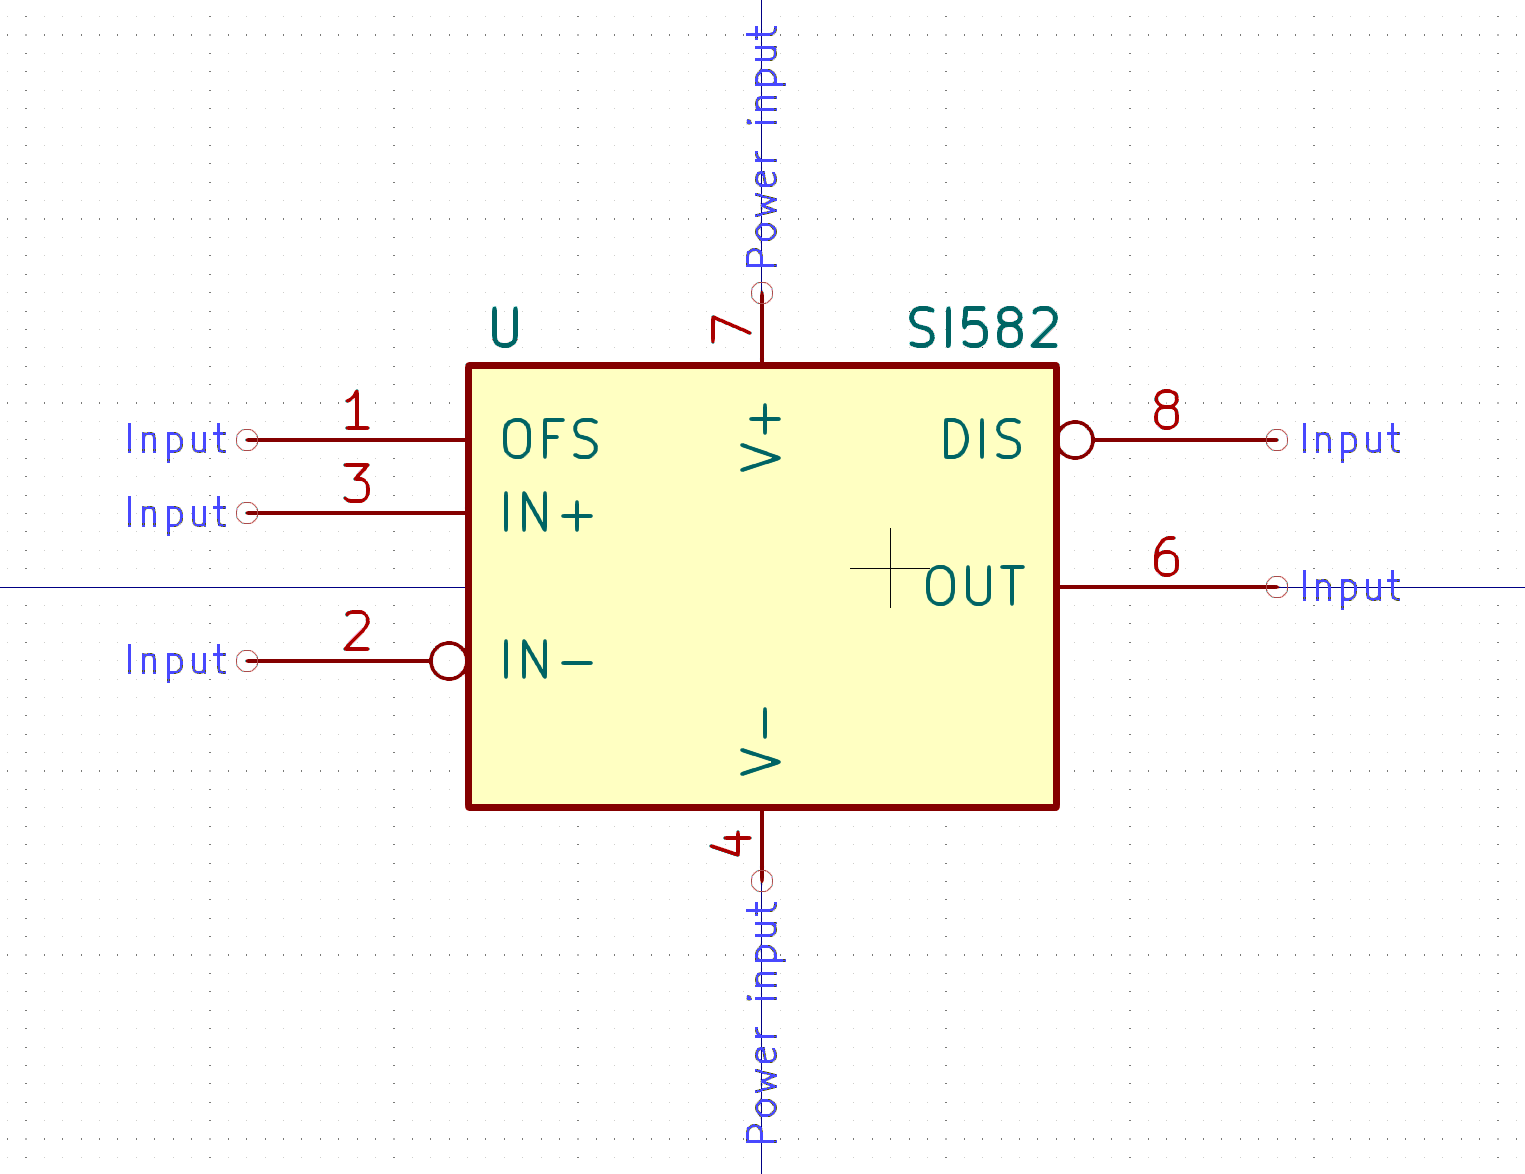 Power input
U
7
SI582
Input 1 OFS
V+
DIS 8 Input
Input 3 IN+
OUT 6 Input
Input 2 IN-
V-
4
Power input